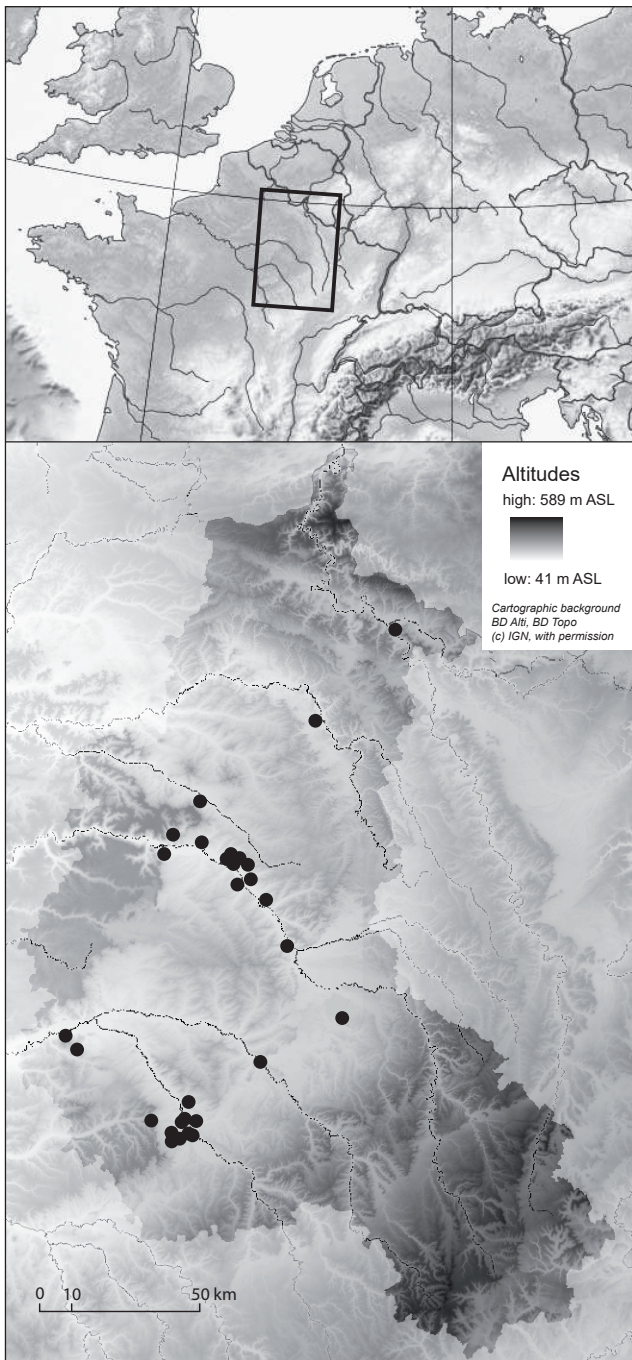 Altitudes
high: 589 m ASL
low: 41 m ASL
Cartographic background
BD Alti, BD Topo
(c) IGN, with permission
0 10 50 km